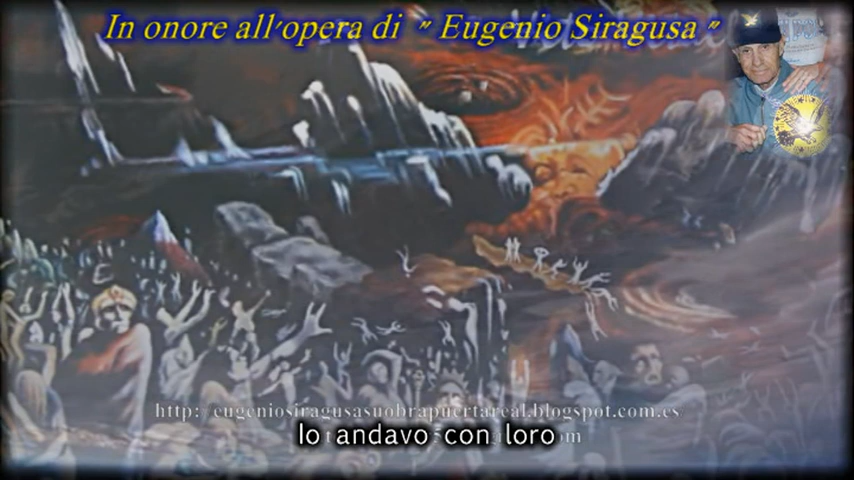 In onore all'opera di " Eugenio Siragusa "
http://eugeniosiragusasuobrapuertareal.blogspot.com.es
Io andavo con loro